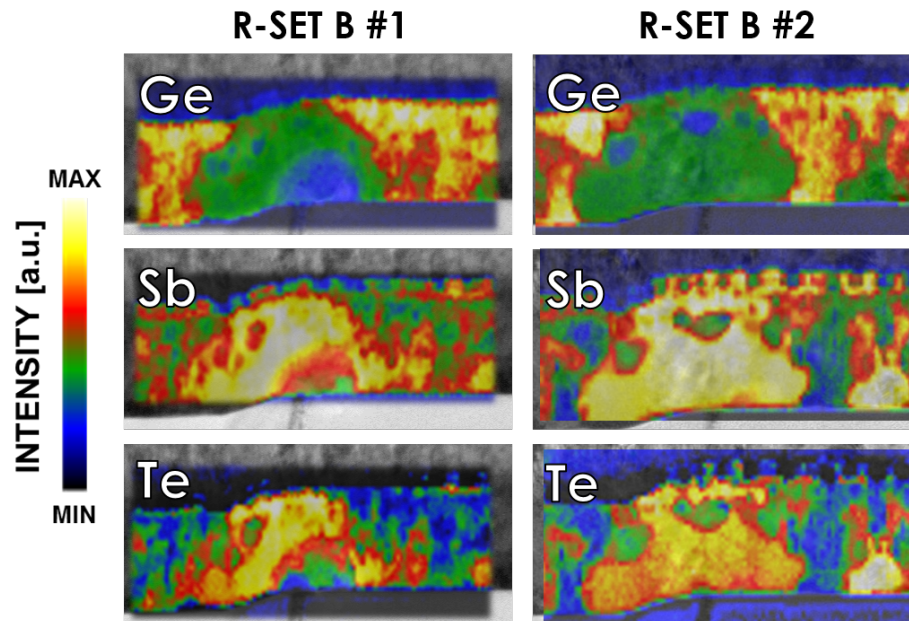 R-SET B #1
R-SET B #2
Ge
Ge
MAX
INTENSITY [a.u.]
MIN
Sb
Sb
Te
Te